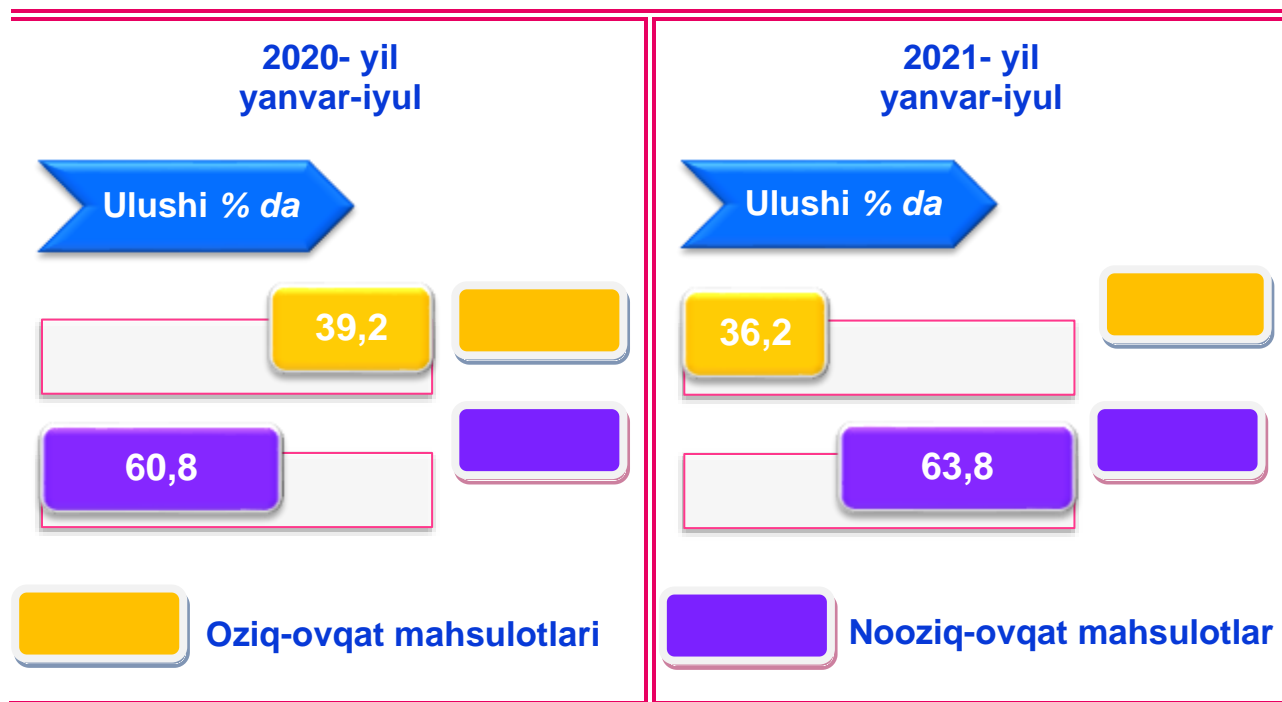 2020- yil
yanvar-iyul
Ulushi % da
39,2
60,8
Oziq-ovqat mahsulotlari
2021- yil
yanvar-iyul
Ulushi % da
36,2
63,8
Nooziq-ovqat mahsulotlar